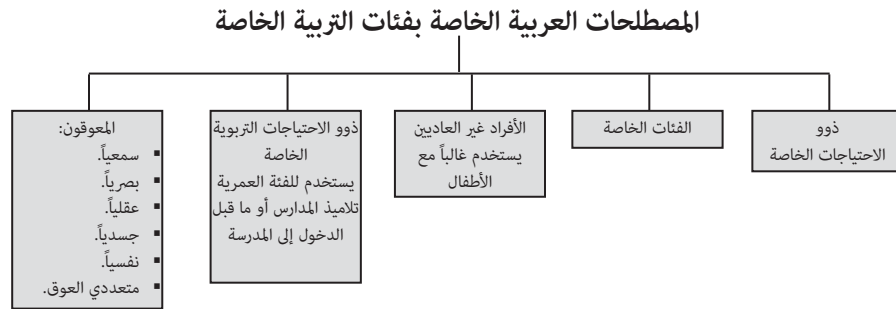 المصطلحات العربية الخاصة بفئات التربية الخاصة
ذوو
الاحتياجات الخاصة
الفئات الخاصة
الأفراد غير العاديين
يستخدم غالباً مع
الأطفال
ذوو الاحتياجات التربوية
الخاصة
يستخدم للفئة العمرية
تلاميذ المدارس أو ما قبل
الدخول إلى المدرسة
المعوقون:
▪ سمعياً.
▪ بصرياً.
▪ عقلياً.
▪ جسدياً.
▪ نفسياً.
▪ متعددي العوق.